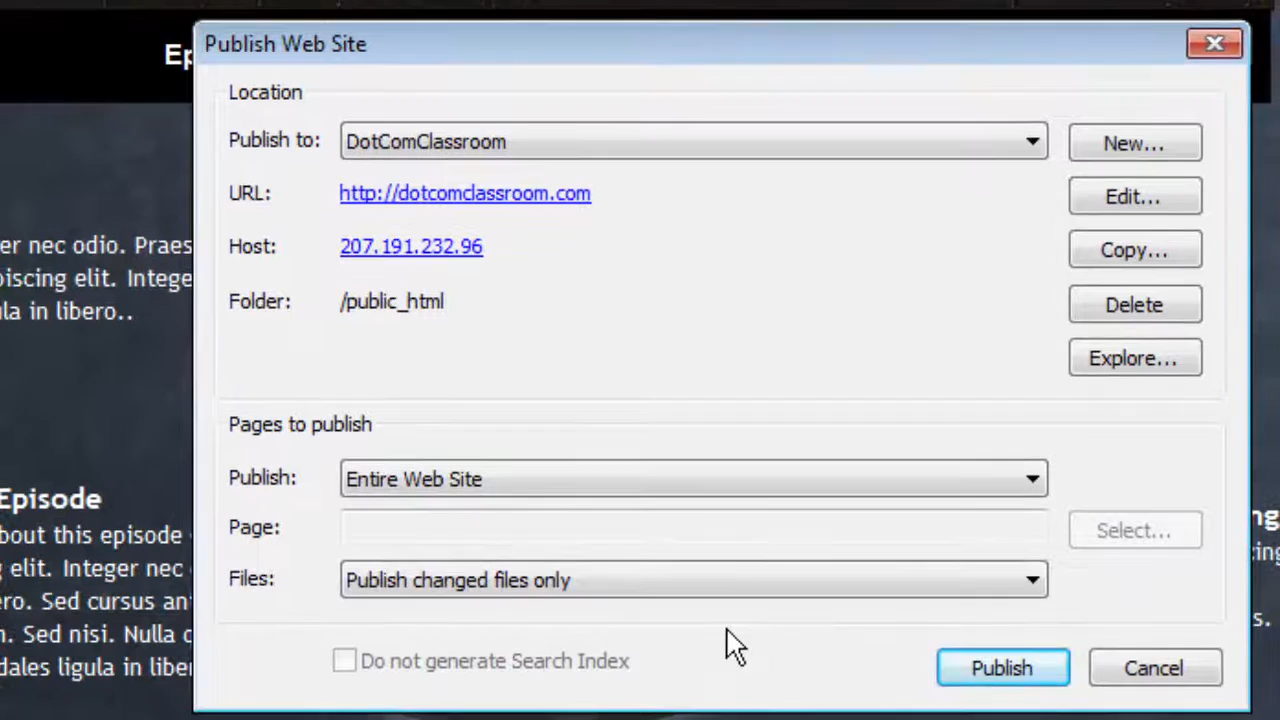 Ep
Publish Web Site
Location
Publish to: DotComClassroom New...
URL: http://dotcomclassroom.com Edit...
Host: 207.191.232.96 Copy...
Folder: /public_html Delete
Explore...
Pages to publish
Publish: Entire Web Site
Page: Select...
Files: Publish changed files only
Do not generate Search Index Publish Cancel
er nec odio. Praes
piscing elit. Intege
la in libero..
Episode
bout this episode
g elit. Integer nec
ero. Sed cursus an
n. Sed nisi. Nulla
dales ligula in liber
ng
cing
s.